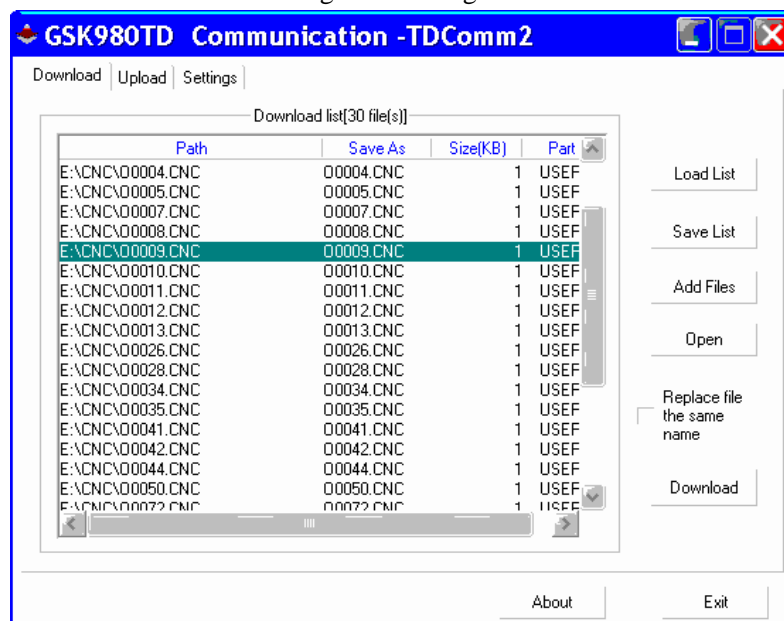 GSK980TD Communication -TDComm2
Download Upload Settings
Download list[30 file(s)]
Path Save As Size(KB) Part
E:\CNC\O0004.CNC O0004.CNC 1 USEF
E:\CNC\O0005.CNC O0005.CNC 1 USEF
E:\CNC\O0007.CNC O0007.CNC 1 USEF
E:\CNC\O0008.CNC O0008.CNC 1 USEF
E:\CNC\O0009.CNC O0009.CNC 1 USEF
E:\CNC\O0010.CNC O0010.CNC 1 USEF
E:\CNC\O0011.CNC O0011.CNC 1 USEF
E:\CNC\O0012.CNC O0012.CNC 1 USEF
E:\CNC\O0013.CNC O0013.CNC 1 USEF
E:\CNC\O0026.CNC O0026.CNC 1 USEF
E:\CNC\O0028.CNC O0028.CNC 1 USEF
E:\CNC\O0034.CNC O0034.CNC 1 USEF
E:\CNC\O0035.CNC O0035.CNC 1 USEF
E:\CNC\O0041.CNC O0041.CNC 1 USEF
E:\CNC\O0042.CNC O0042.CNC 1 USEF
E:\CNC\O0044.CNC O0044.CNC 1 USEF
E:\CNC\O0050.CNC O0050.CNC 1 USEF
E:\CNC\O0072.CNC O0072.CNC 1 USEF
Load List
Save List
Add Files
Open
Replace file
the same
name
Download
About Exit